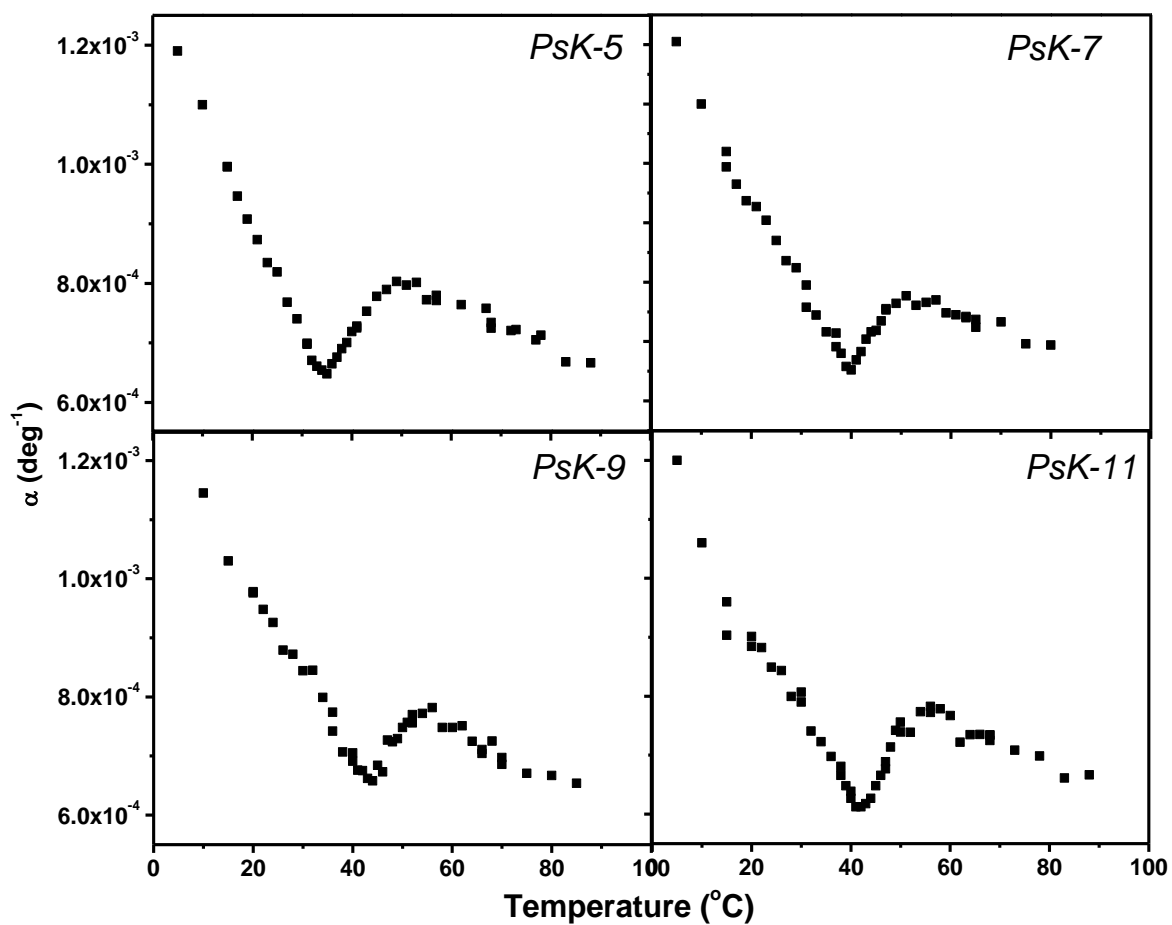 PsK-5
PsK-7
1.2x10-3
1.0x10-3
8.0x10-4
6.0x10-4
α (deg-1)
PsK-9
PsK-11
1.2x10-3
1.0x10-3
8.0x10-4
6.0x10-4
0 20 40 60 80 100 20 40 60 80 100
Temperature (oC)